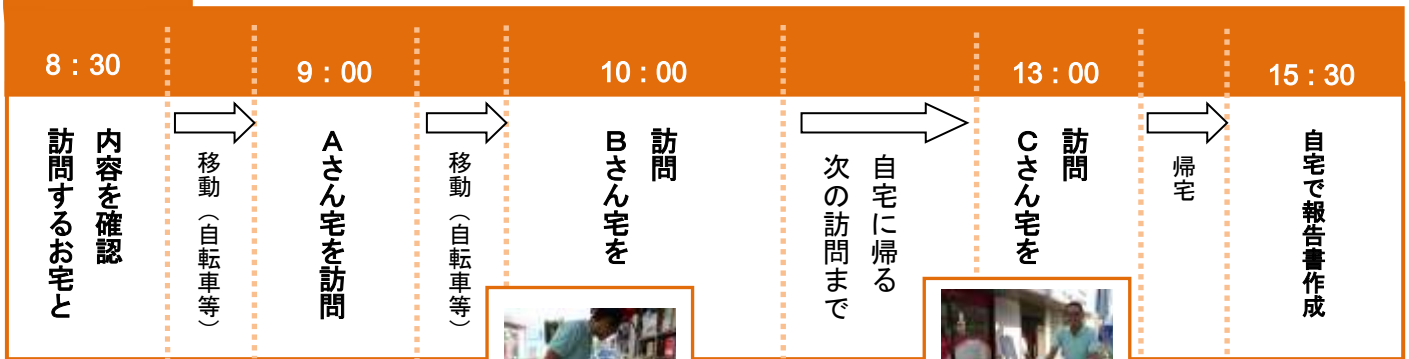 8：30
訪問するお宅と
内容を確認
移動（自転車等）
9：00
Aさん宅を訪問
移動（自転車等）
10：00
Bさん宅を
訪問
次の訪問まで
自宅に帰る
13：00
Cさん宅を
訪問
帰宅
15：30
自宅で報告書作成